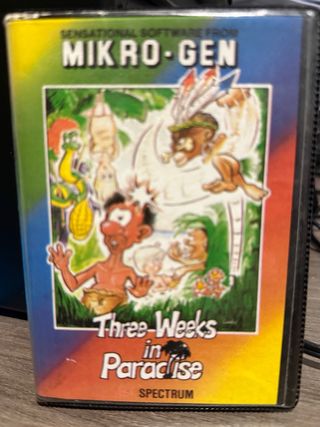 SENSATIONAL SOFTWARE FROM
MIKRO-GEN
Three Weeks
in
Paradise
SPECTRUM